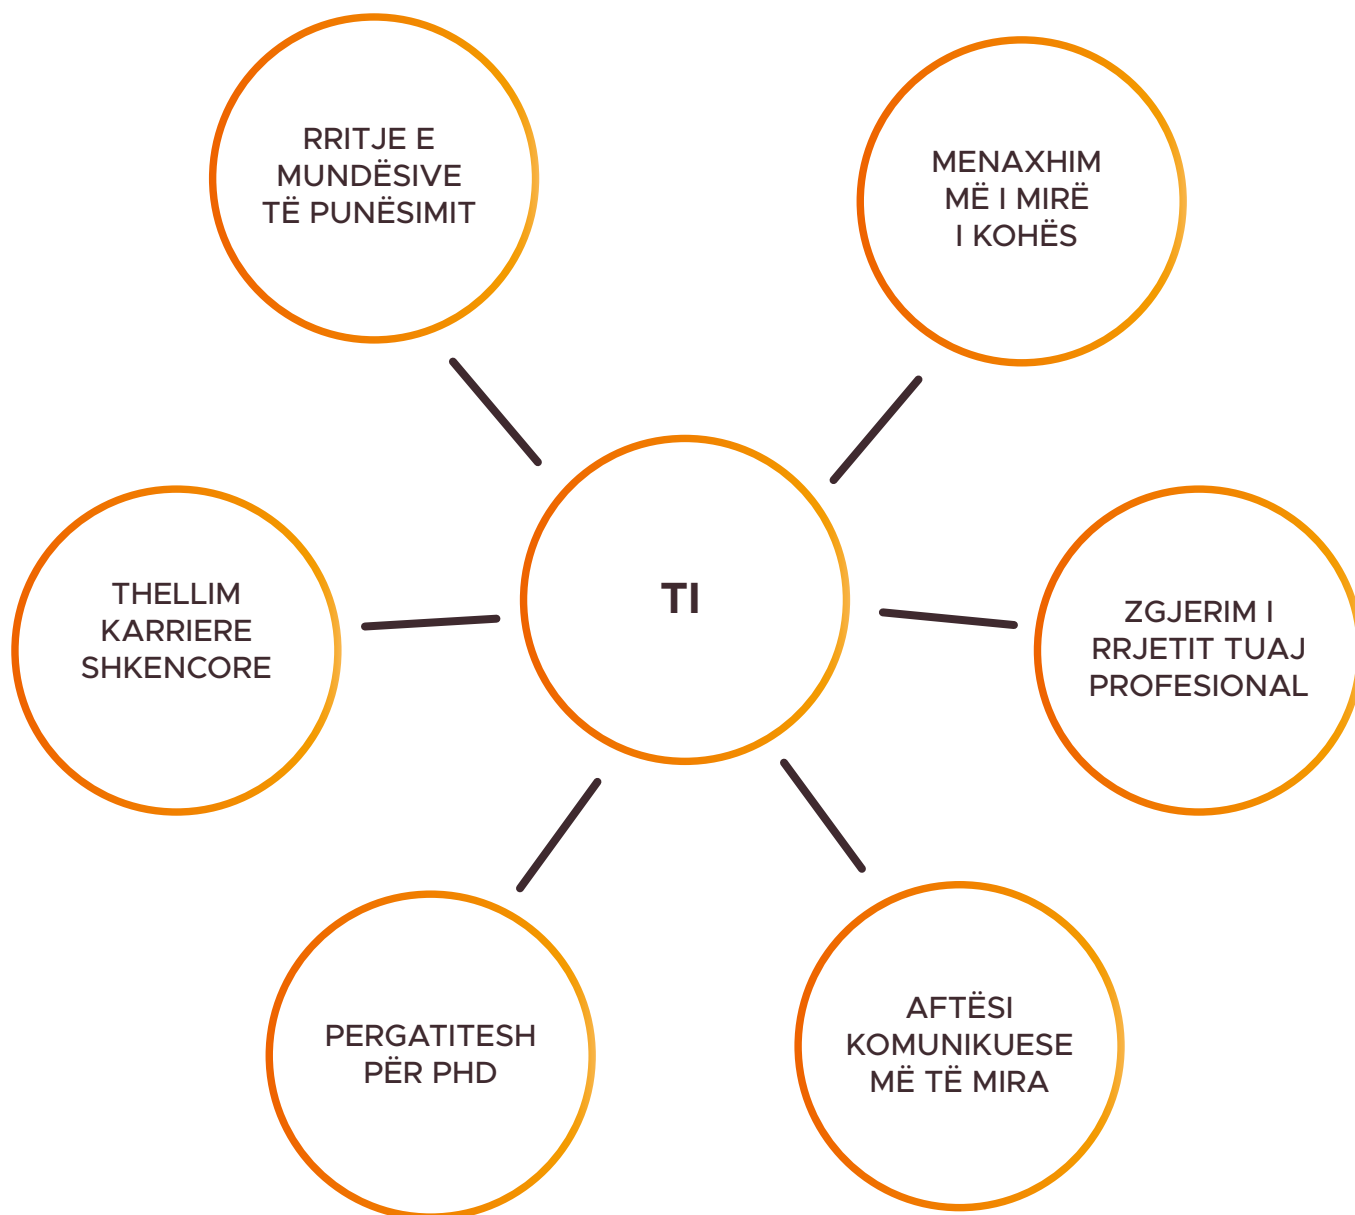 RRITJE E
MUNDËSIVE
TË PUNËSIMIT
MENAXHIM
MË I MIRË
I KOHËS
THELLIM
KARRIERE
SHKENCORE
TI
ZGJERIM I
RRJETIT TUAJ
PROFESIONAL
PERGATITESH
PËR PHD
AFTËSI
KOMUNIKUESE
MË TË MIRA